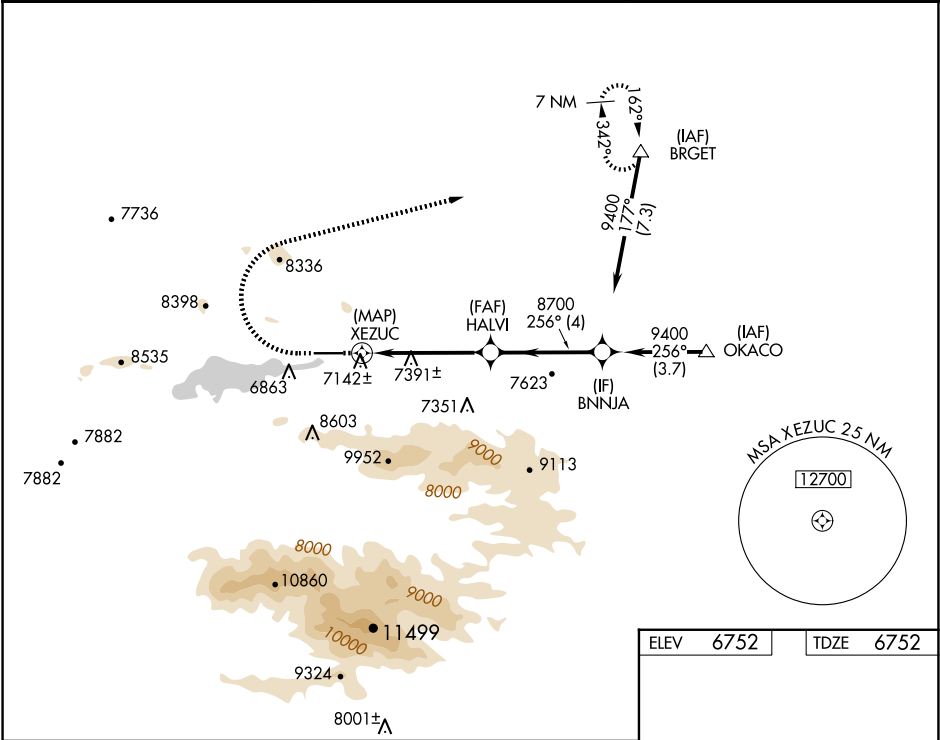 7 NM
162°
342°
(IAF)
BRGET
9400
177°
(7.3)
7736
8336
8398
(MAP)
XEZUC
(FAF)
HALVI
8700
256° (4)
9400
256°
(3.7)
(IAF)
OKACO
8535
6863
7142±
7391±
7623
(IF)
BNNJA
7351
8603
7882
7882
9952
9000
9113
8000
MSA XEZUC 25 NM
12700
8000
10860
9000
11499
10000
9324
8001±
ELEV 6752
TDZE 6752